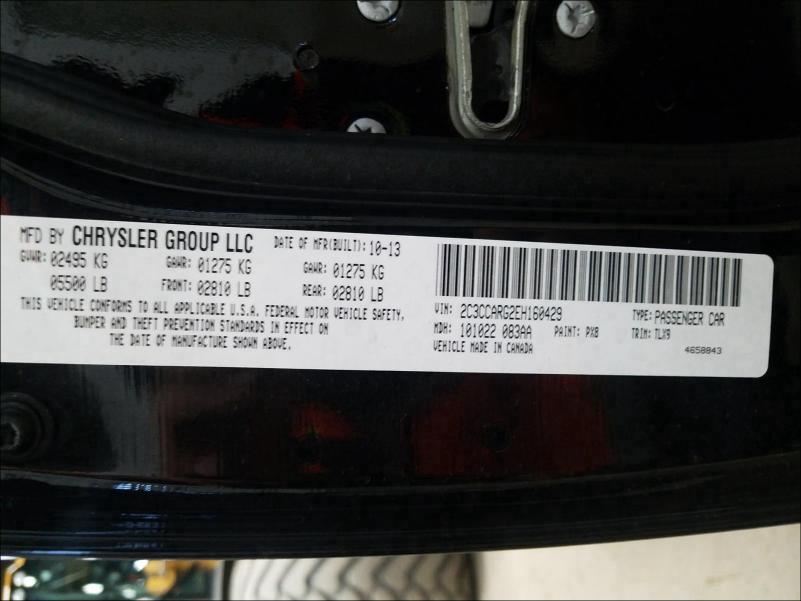 MFD BY CHRYSLER GROUP LLC DATE OF MFR(BUILT): 10-13
GVWR: 02495 KG GAWR: 01275 KG GAWR: 01275 KG
05500 LB FRONT: 02810 LB REAR: 02810 LB
THIS VEHICLE CONFORMS TO ALL APPLICABLE U.S.A. FEDERAL MOTOR VEHICLE SAFETY,
BUMPER AND THEFT PREVENTION STANDARDS IN EFFECT ON
THE DATE OF MANUFACTURE SHOWN ABOVE.
VIN: 2C3CCARG2EH160429 TYPE: PASSENGER CAR
MDH: 101022 083AA PAINT: PX8 TRIM: TLX9
VEHICLE MADE IN CANADA 4658843